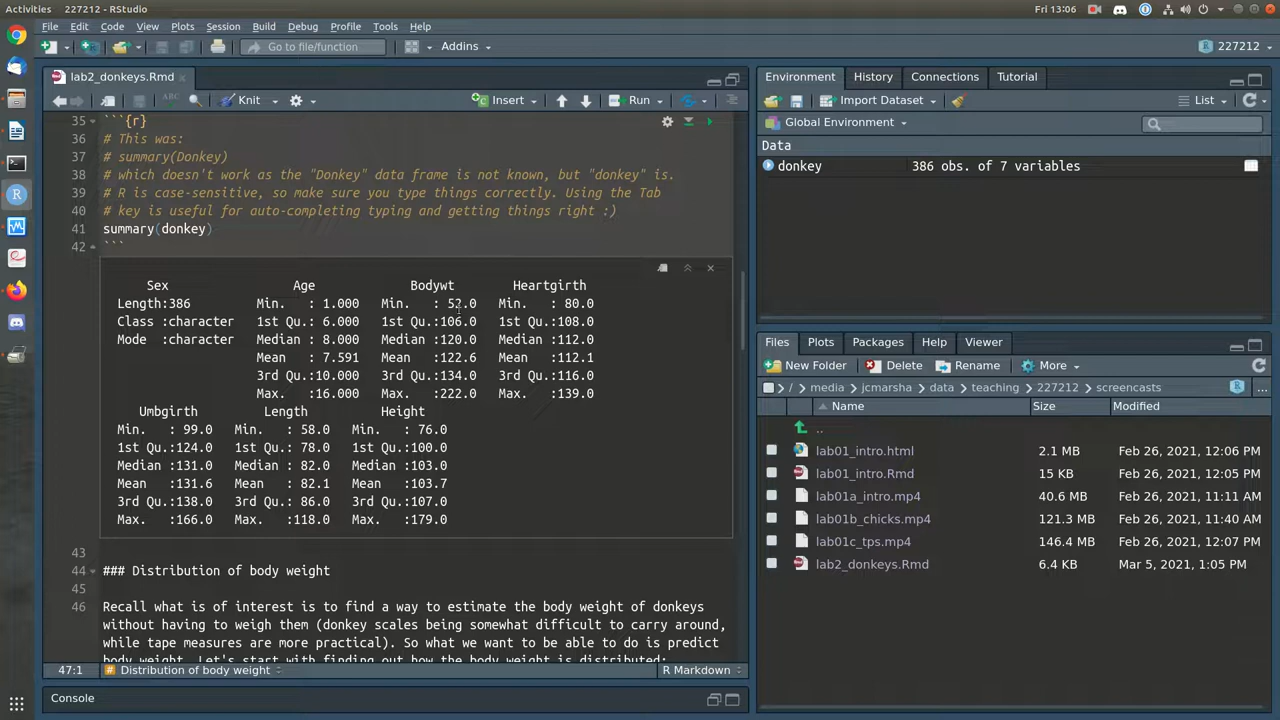 Activities 227212 - RStudio Fri 13:06
File Edit Code View Plots Session Build Debug Profile Tools Help
Go to file/function Addins 227212
lab2_donkeys.Rmd
ABC Knit Insert Run
35 ```{r}
36 # This was:
37 # summary(Donkey)
38 # which doesn't work as the "Donkey" data frame is not known, but "donkey" is.
39 # R is case-sensitive, so make sure you type things correctly. Using the Tab
40 # key is useful for auto-completing typing and getting things right :)
41 summary(donkey)
42 ```
Sex Age Bodywt Heartgirth
Length:386 Min. : 1.000 Min. : 52.0 Min. : 80.0
Class :character 1st Qu.: 6.000 1st Qu.:106.0 1st Qu.:108.0
Mode :character Median : 8.000 Median :120.0 Median :112.0
Mean : 7.591 Mean :122.6 Mean :112.1
3rd Qu.:10.000 3rd Qu.:134.0 3rd Qu.:116.0
Max. :16.000 Max. :222.0 Max. :139.0
Umbgirth Length Height
Min. : 99.0 Min. : 58.0 Min. : 76.0
1st Qu.:124.0 1st Qu.: 78.0 1st Qu.:100.0
Median :131.0 Median : 82.0 Median :103.0
Mean :131.6 Mean : 82.1 Mean :103.7
3rd Qu.:138.0 3rd Qu.: 86.0 3rd Qu.:107.0
Max. :166.0 Max. :118.0 Max. :179.0
43
44 ### Distribution of body weight
45
46 Recall what is of interest is to find a way to estimate the body weight of donkeys
without having to weigh them (donkey scales being somewhat difficult to carry around,
while tape measures are more practical). So what we want to be able to do is predict
body weight. Let's start with finding out how the body weight is distributed:
47:1 # Distribution of body weight R Markdown
Console
Environment History Connections Tutorial
Import Dataset List
Global Environment
Data
donkey 386 obs. of 7 variables
Files Plots Packages Help Viewer
New Folder Delete Rename More
/ media jcmarsha data teaching 227212 screencasts
Name Size Modified
..
lab01_intro.html 2.1 MB Feb 26, 2021, 12:06 PM
lab01_intro.Rmd 15 KB Feb 26, 2021, 12:05 PM
lab01a_intro.mp4 40.6 MB Feb 26, 2021, 11:11 AM
lab01b_chicks.mp4 121.3 MB Feb 26, 2021, 11:40 AM
lab01c_tps.mp4 146.4 MB Feb 26, 2021, 12:07 PM
lab2_donkeys.Rmd 6.4 KB Mar 5, 2021, 1:05 PM